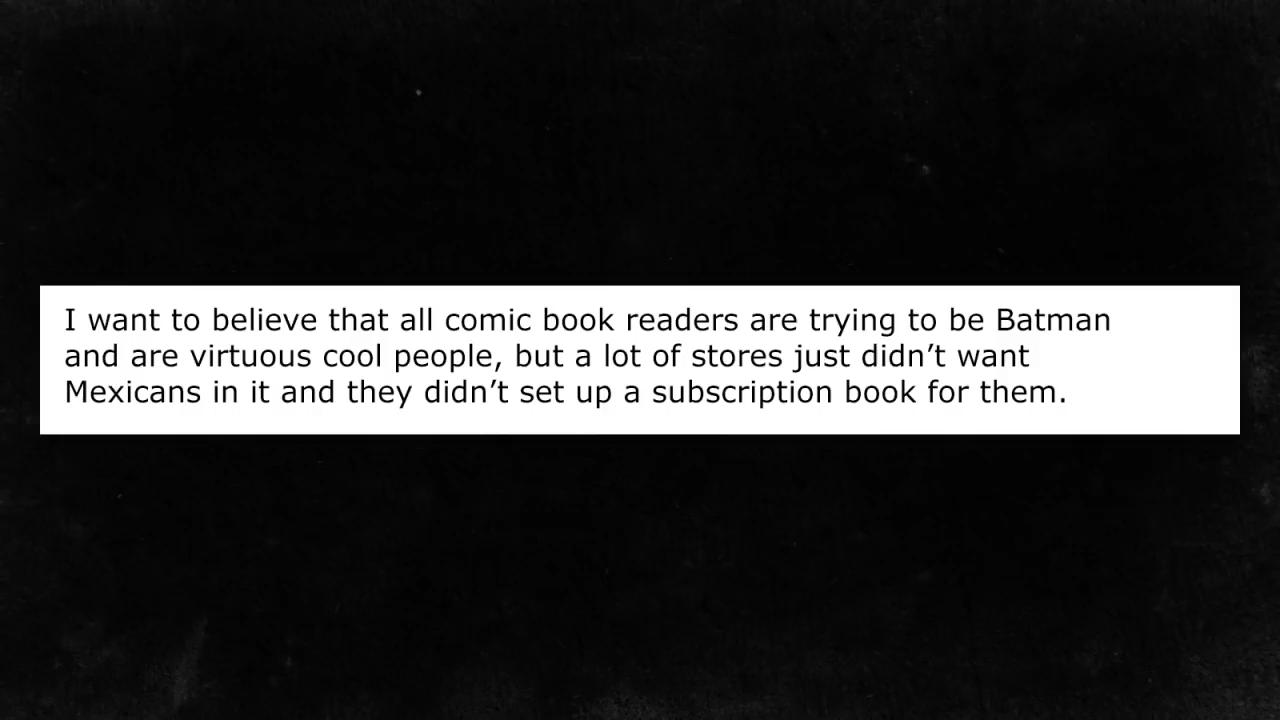 I want to believe that all comic book readers are trying to be Batman
and are virtuous cool people, but a lot of stores just didn’t want
Mexicans in it and they didn’t set up a subscription book for them.